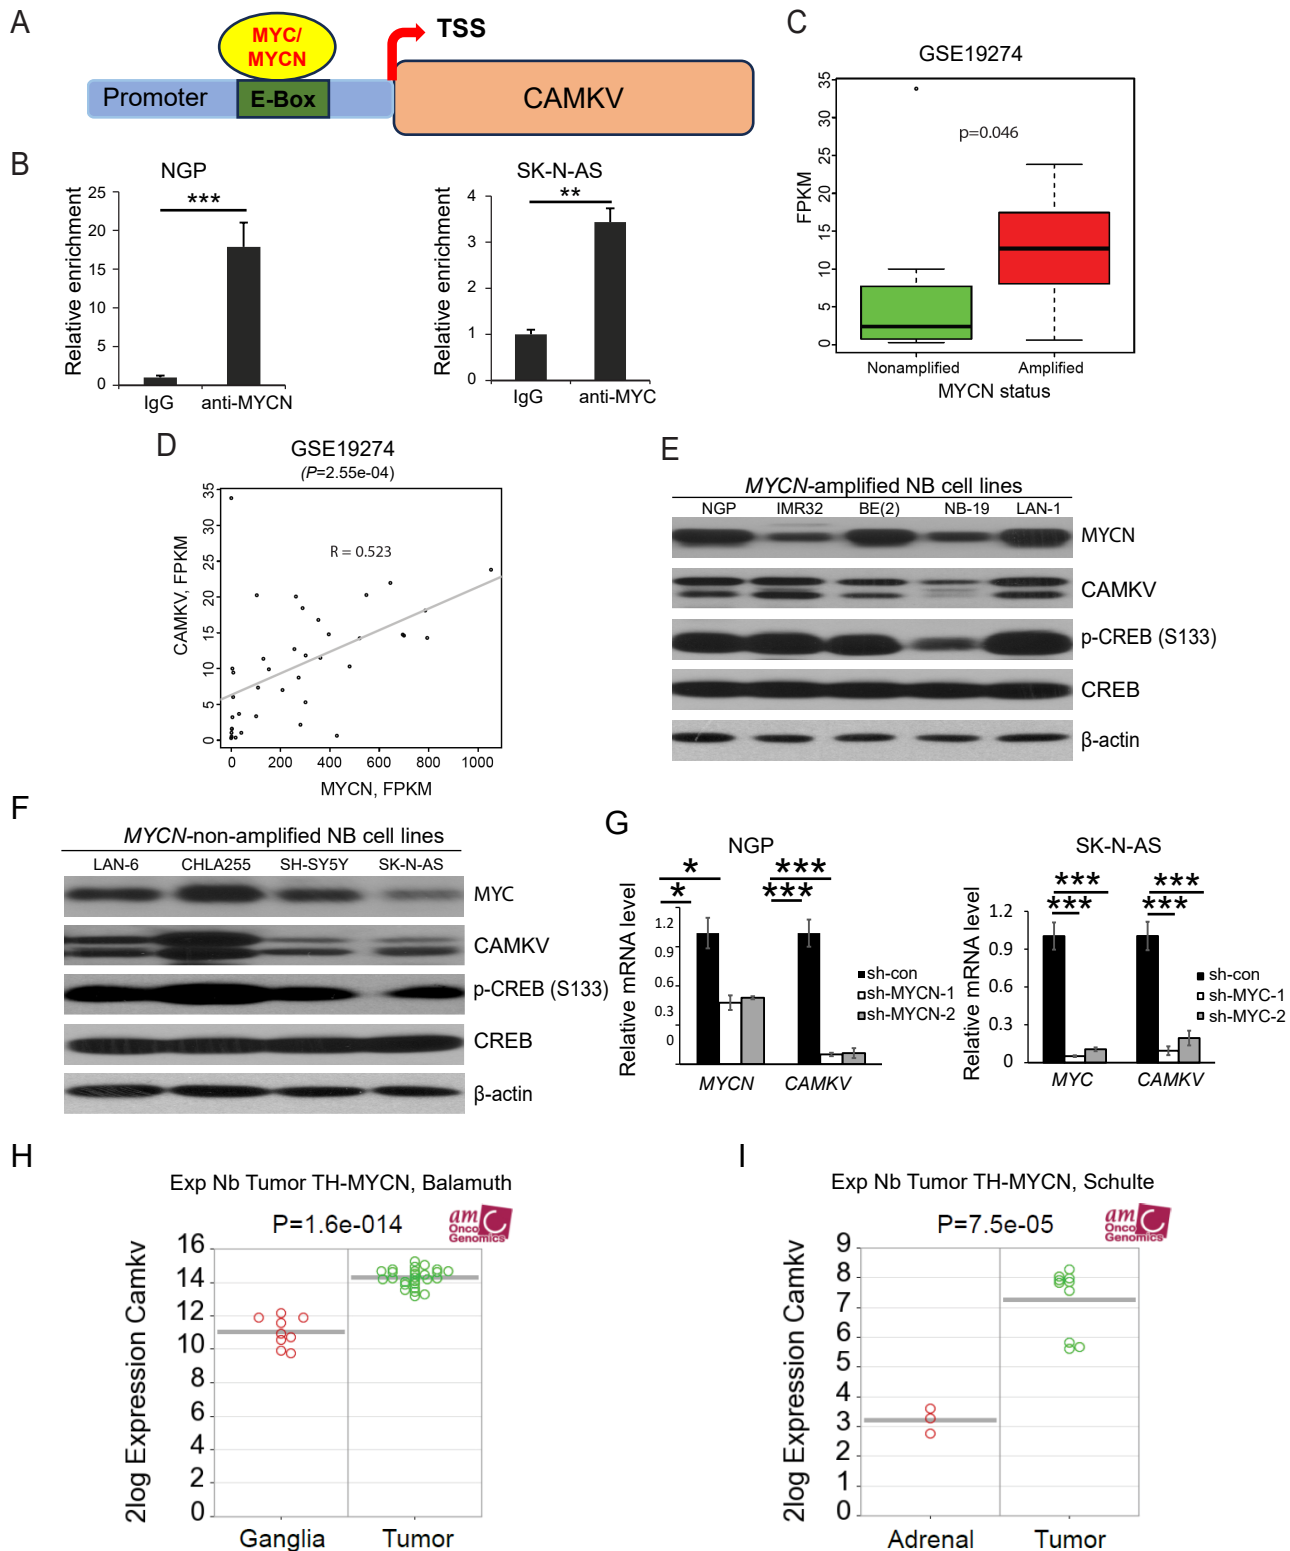 A
MYC/
MYCN
TSS
Promoter
E-Box
CAMKV
B
NGP
***
Relative enrichment
25
20
15
10
5
0
IgG
anti-MYCN
SK-N-AS
**
Relative enrichment
4
3
2
1
0
IgG
anti-MYC
C
GSE19274
p=0.046
FPKM
35
30
25
20
15
10
5
0
Nonamplified
Amplified
MYCN status
D
GSE19274
(P=2.55e-04)
R = 0.523
CAMKV, FPKM
35
30
25
20
15
10
5
0
0 200 400 600 800 1000
MYCN, FPKM
E
MYCN-amplified NB cell lines
NGP IMR32 BE(2) NB-19 LAN-1
MYCN
CAMKV
p-CREB (S133)
CREB
β-actin
F
MYCN-non-amplified NB cell lines
LAN-6 CHLA255 SH-SY5Y SK-N-AS
MYC
CAMKV
p-CREB (S133)
CREB
β-actin
G
NGP
* ***
* ***
Relative mRNA level
1.2
0.9
0.6
0.3
0
sh-con
sh-MYCN-1
sh-MYCN-2
MYCN CAMKV
SK-N-AS
*** ***
*** ***
Relative mRNA level
1.2
0.9
0.6
0.3
0
sh-con
sh-MYC-1
sh-MYC-2
MYC CAMKV
H
Exp Nb Tumor TH-MYCN, Balamuth
P=1.6e-014
amC
Onco
Genomics
2log Expression Camkv
16
14
12
10
8
6
4
2
0
Ganglia Tumor
I
Exp Nb Tumor TH-MYCN, Schulte
P=7.5e-05
amC
Onco
Genomics
2log Expression Camkv
9
8
7
6
5
4
3
2
1
0
Adrenal Tumor